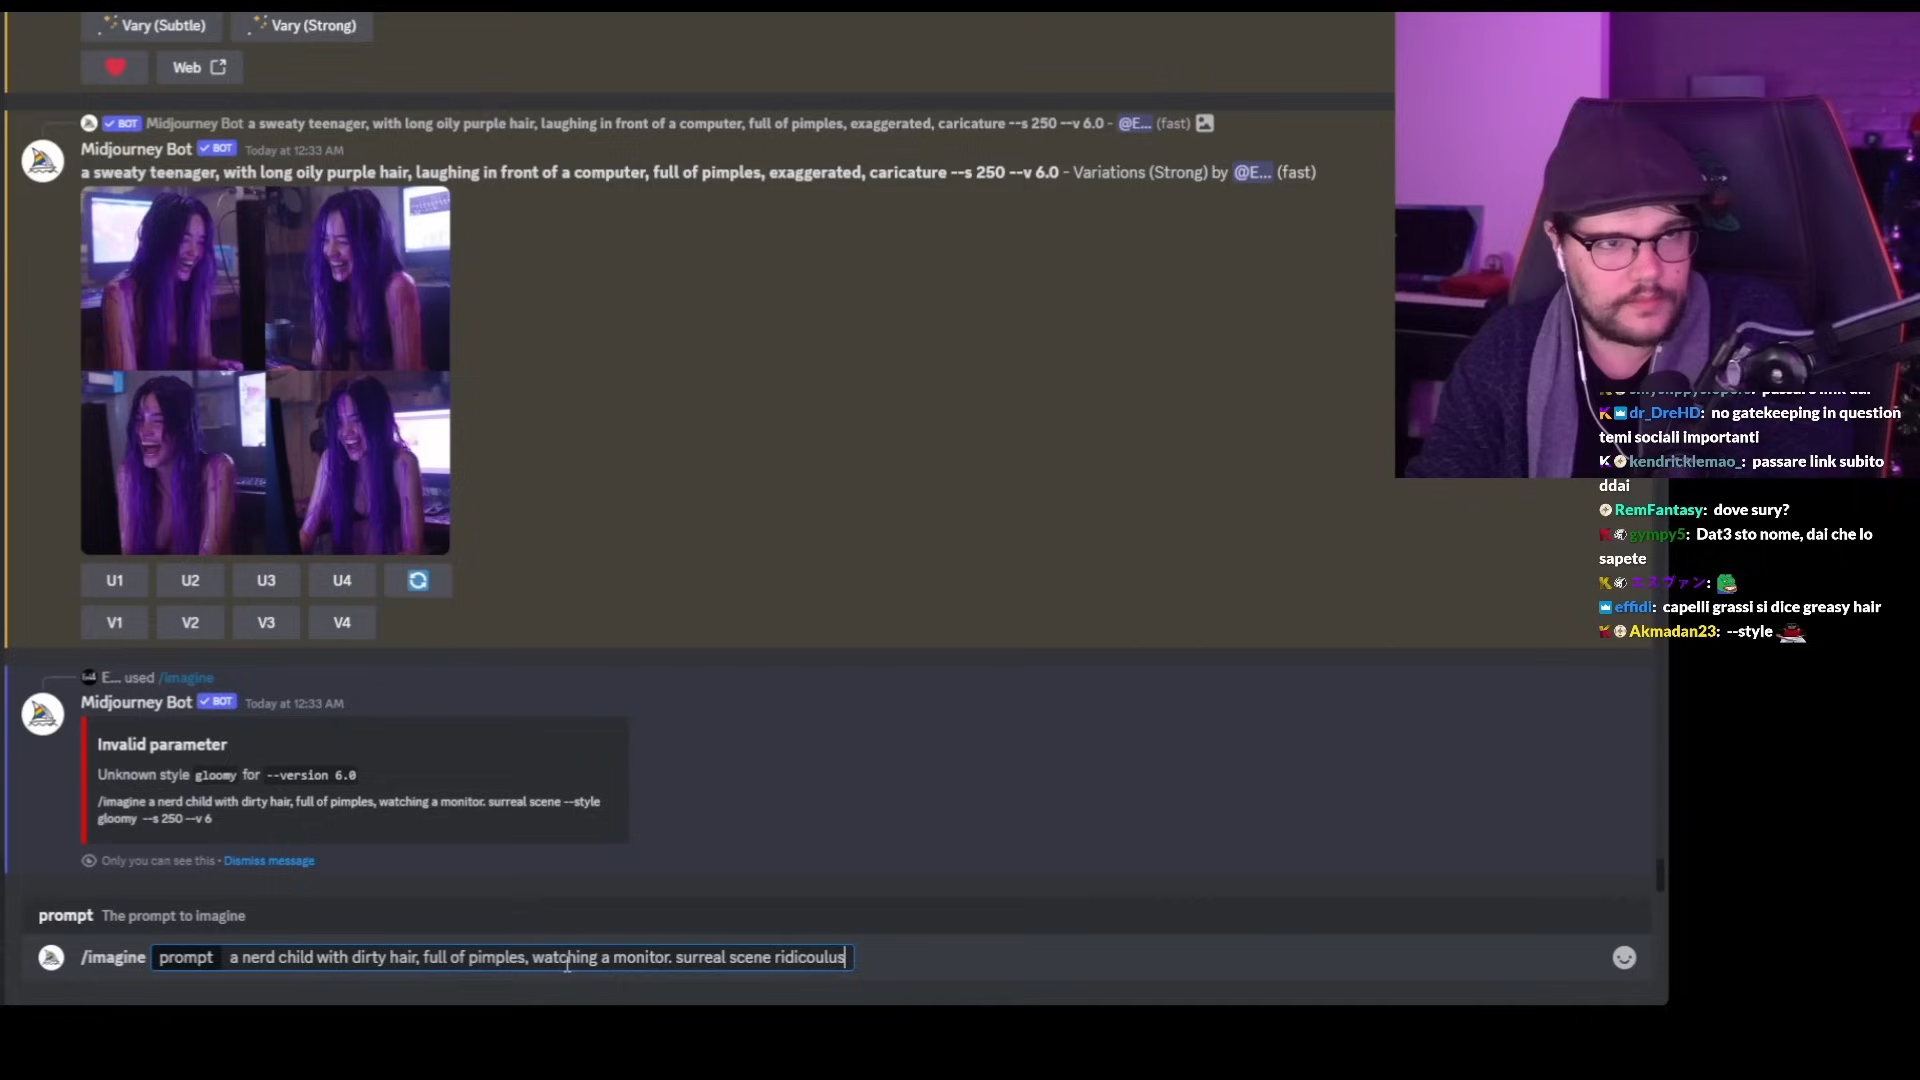 Vary (Subtle) Vary (Strong)
Web
BOT Midjourney Bot a sweaty teenager, with long oily purple hair, laughing in front of a computer, full of pimples, exaggerated, caricature --s 250 --v 6.0 - @E... (fast)
Midjourney Bot BOT Today at 12:33 AM
a sweaty teenager, with long oily purple hair, laughing in front of a computer, full of pimples, exaggerated, caricature --s 250 --v 6.0 - Variations (Strong) by @E... (fast)
U1 U2 U3 U4
V1 V2 V3 V4
E... used /imagine
Midjourney Bot BOT Today at 12:33 AM
Invalid parameter
Unknown style gloomy for --version 6.0
/imagine a nerd child with dirty hair, full of pimples, watching a monitor. surreal scene --style
gloomy --s 250 --v 6
Only you can see this • Dismiss message
prompt The prompt to imagine
/imagine prompt a nerd child with dirty hair, full of pimples, watching a monitor. surreal scene ridicoulus
dr_DreHD: no gatekeeping in question
temi sociali importanti
kendricklemao_: passare link subito
ddai
RemFantasy: dove sury?
gympy5: Dat3 sto nome, dai che lo
sapete
エスヴァン:
effidi: capelli grassi si dice greasy hair
Akmadan23: --style